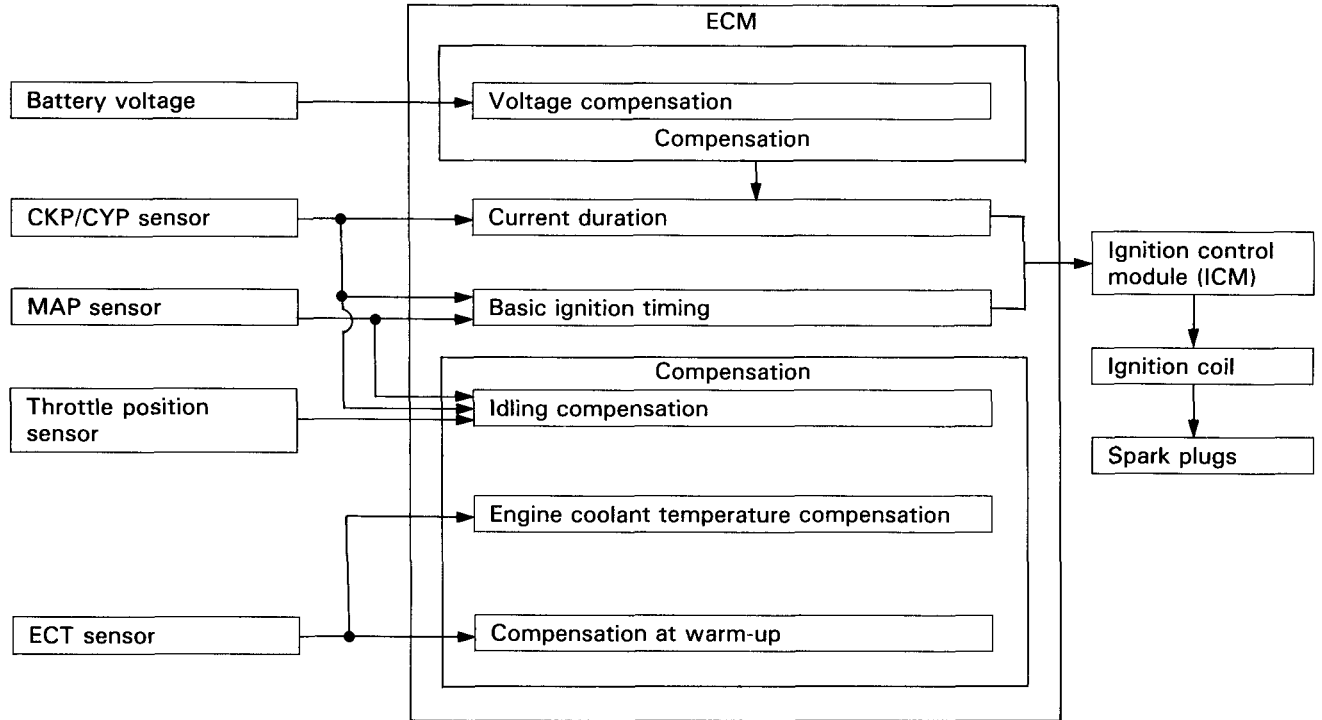 ECM
Battery voltage
Voltage compensation
Compensation
CKP/CYP sensor
Current duration
Ignition control
module (ICM)
MAP sensor
Basic ignition timing
Ignition coil
Compensation
Throttle position
sensor
Idling compensation
Spark plugs
Engine coolant temperature compensation
ECT sensor
Compensation at warm-up